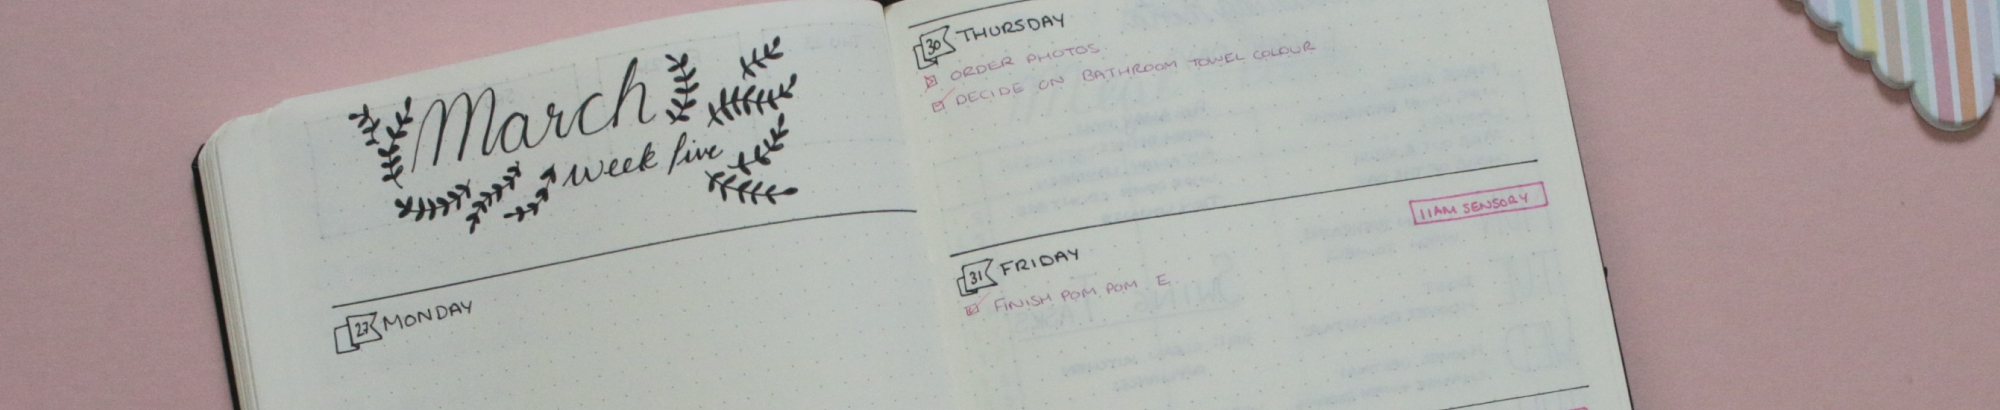 March
week five
27 MONDAY
30 THURSDAY
ORDER PHOTOS
DECIDE ON BATHROOM TOWEL COLOUR
11AM SENSORY
31 FRIDAY
FINISH POM POM E